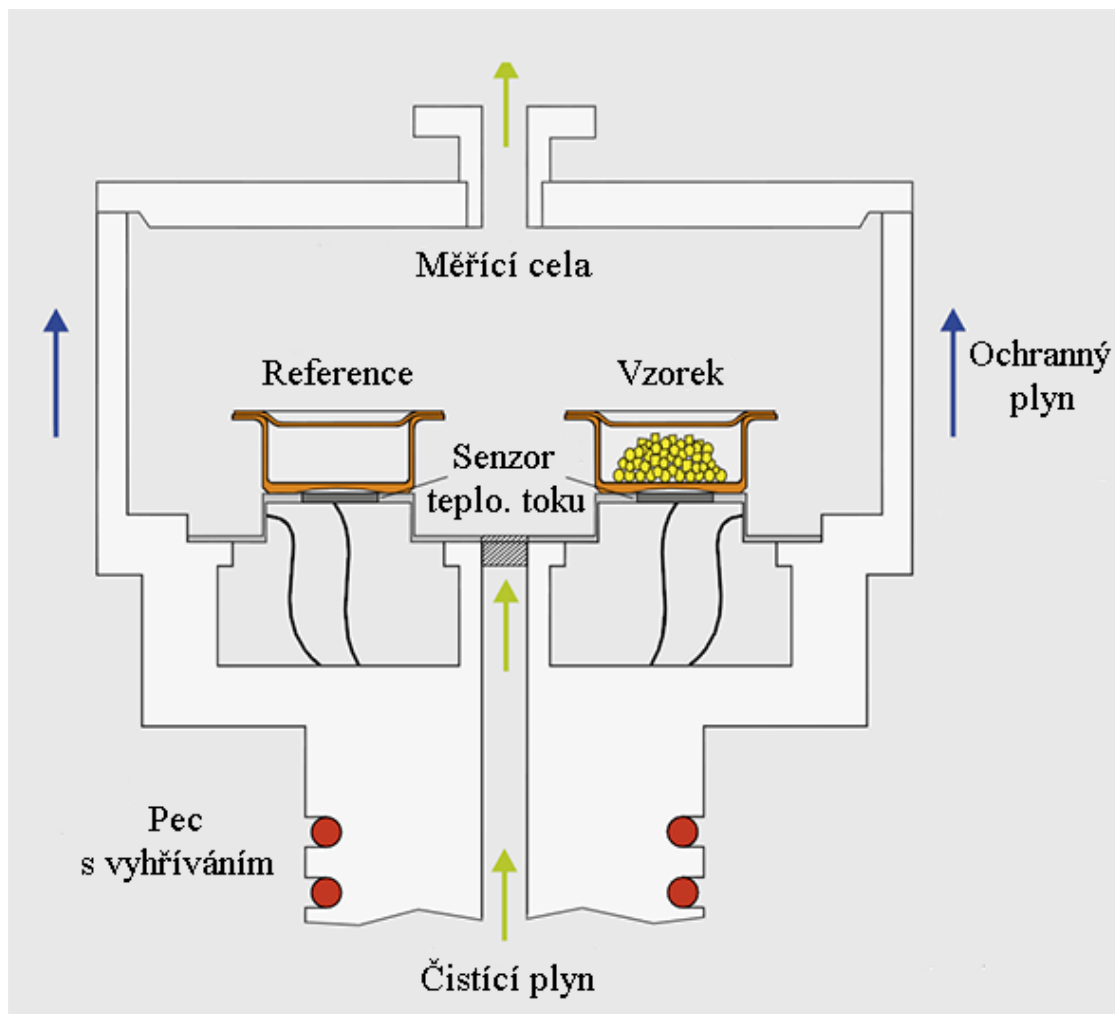 Měřící cela
Reference
Vzorek
Ochranný
plyn
Senzor
teplo. toku
Pec
s vyhříváním
Čistící plyn